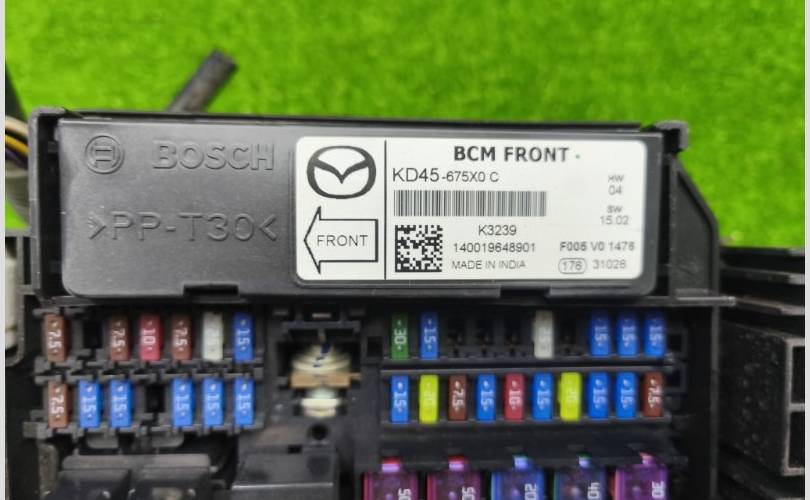 BOSCH
>PP-T30<
BCM FRONT
KD45-675X0 C
FRONT
K3239
140019648901
MADE IN INDIA
HW
04
SW
15.02
F005 V0 1476
176 31026
7.5 7.5 10 7.5 15 30 15 15 15 15
7.5 15 15 15 15 15 15 20 7.5 15 10 15 20 15 15 7.5